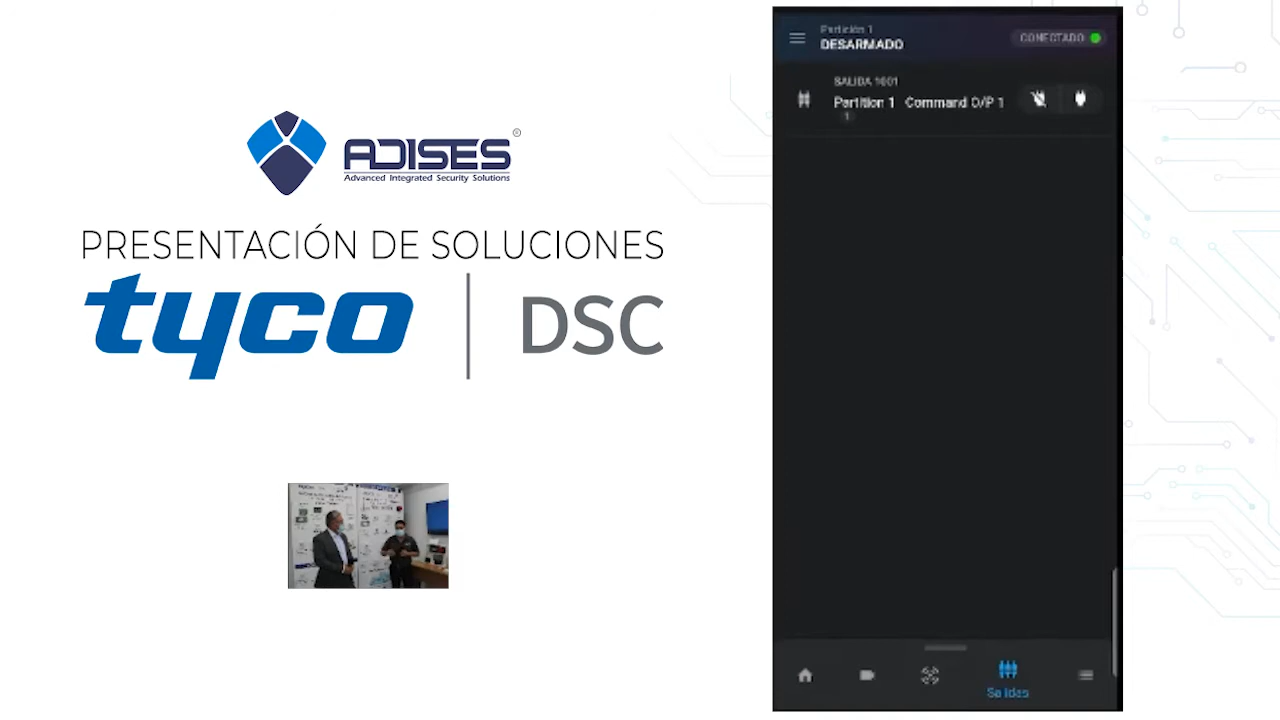 ADISES®
Advanced Integrated Security Solutions
PRESENTACIÓN DE SOLUCIONES
tyco | DSC
Partición 1
DESARMADO
CONECTADO
SALIDA 1001
Partition 1 Command O/P 1
1
Salidas